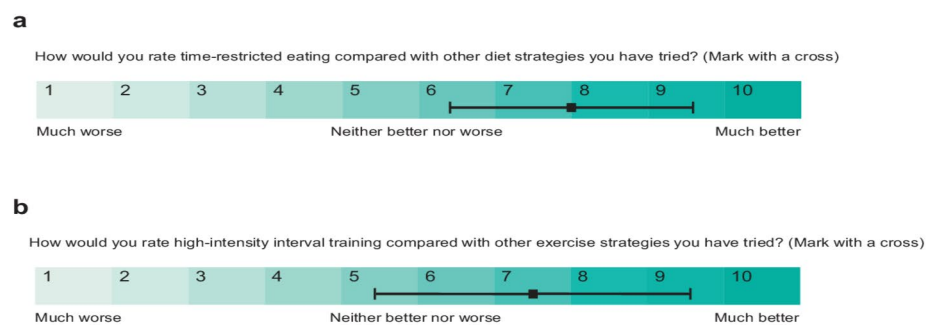 a
How would you rate time-restricted eating compared with other diet strategies you have tried? (Mark with a cross)
1 2 3 4 5 6 7 8 9 10
Much worse Neither better nor worse Much better
b
How would you rate high-intensity interval training compared with other exercise strategies you have tried? (Mark with a cross)
1 2 3 4 5 6 7 8 9 10
Much worse Neither better nor worse Much better